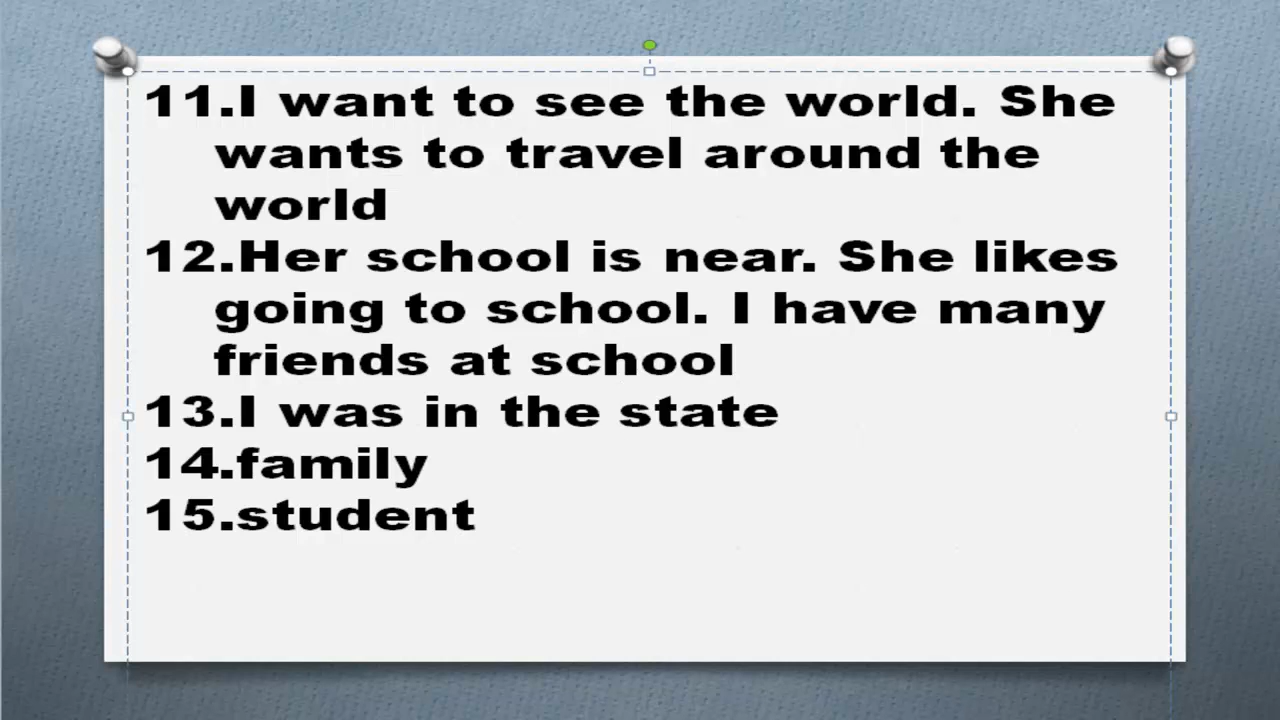 11.I want to see the world. She
wants to travel around the
world
12.Her school is near. She likes
going to school. I have many
friends at school
13.I was in the state
14.family
15.student